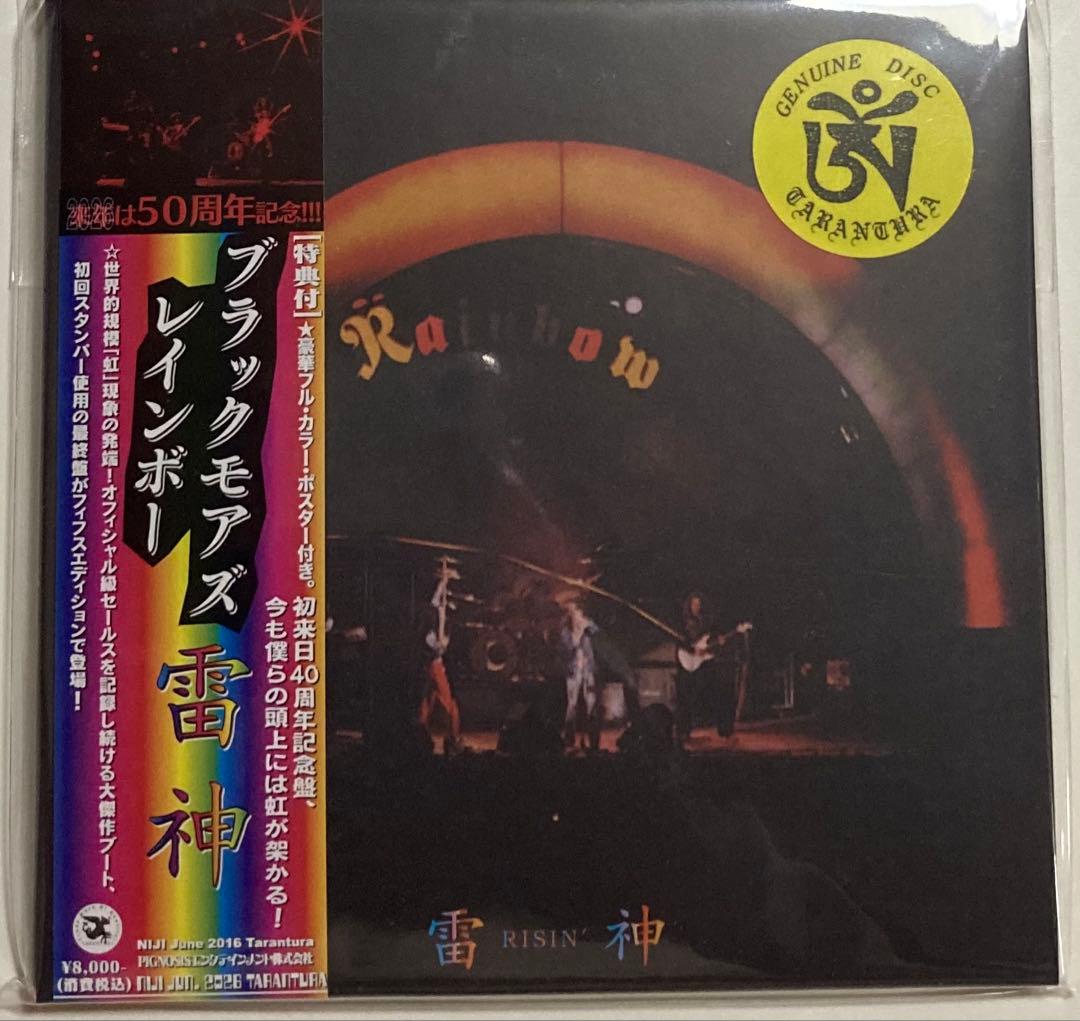 GENUINE DISC
TARANTURA
Rainbow
2026は50周年記念!!!
[特典付]★豪華フル・カラー・ポスター付き。初来日40周年記念盤、
今も僕らの頭上には虹が架かる!
ブラックモアズ
レインボー
雷神
☆世界的規模「虹」現象の発端!オフィシャル級セールスを記録し続ける大傑作ブート、
初回スタンパー使用の最終盤がフィフスエディションで登場!
NIJI June 2016 Tarantura
PIGNOSISエンタテインメント株式会社
¥8,000-
(消費税込) NIJI JUN. 2026 TARANTURA
雷 RISIN' 神